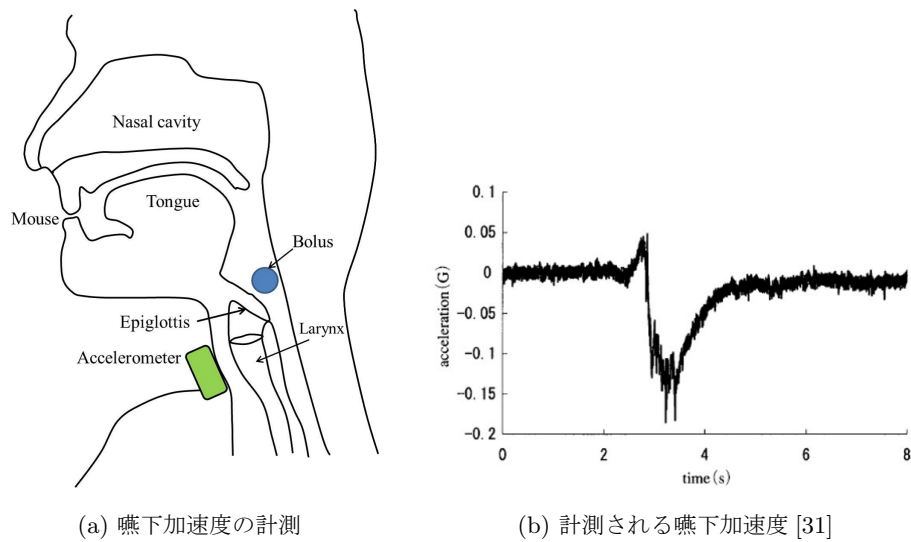 Nasal cavity
Tongue
Mouse
Bolus
Epiglottis
Larynx
Accelerometer
(a) 嚥下加速度の計測
0.1
0.05
0
-0.05
-0.1
-0.15
-0.2
acceleration (G)
0 2 4 6 8
time (s)
(b) 計測される嚥下加速度 [31]